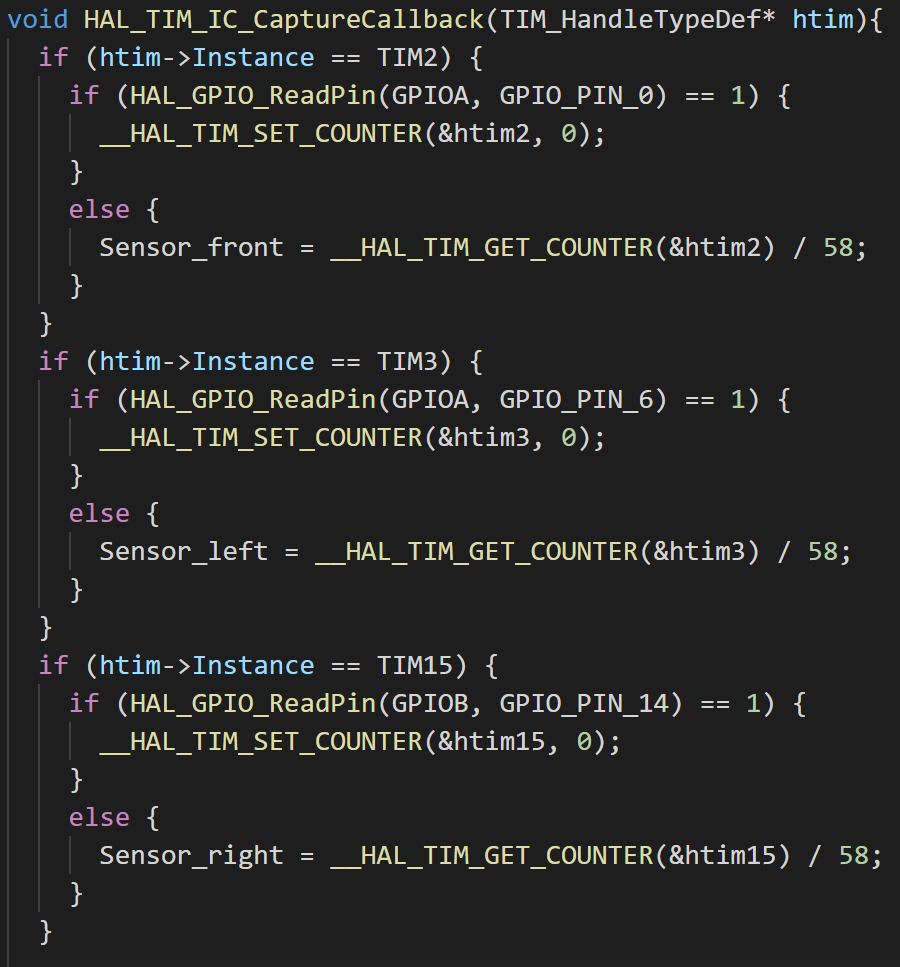 void HAL_TIM_IC_CaptureCallback(TIM_HandleTypeDef* htim){
  if (htim->Instance == TIM2) {
    if (HAL_GPIO_ReadPin(GPIOA, GPIO_PIN_0) == 1) {
      __HAL_TIM_SET_COUNTER(&htim2, 0);
    }
    else {
      Sensor_front = __HAL_TIM_GET_COUNTER(&htim2) / 58;
    }
  }
  if (htim->Instance == TIM3) {
    if (HAL_GPIO_ReadPin(GPIOA, GPIO_PIN_6) == 1) {
      __HAL_TIM_SET_COUNTER(&htim3, 0);
    }
    else {
      Sensor_left = __HAL_TIM_GET_COUNTER(&htim3) / 58;
    }
  }
  if (htim->Instance == TIM15) {
    if (HAL_GPIO_ReadPin(GPIOB, GPIO_PIN_14) == 1) {
      __HAL_TIM_SET_COUNTER(&htim15, 0);
    }
    else {
      Sensor_right = __HAL_TIM_GET_COUNTER(&htim15) / 58;
    }
  }